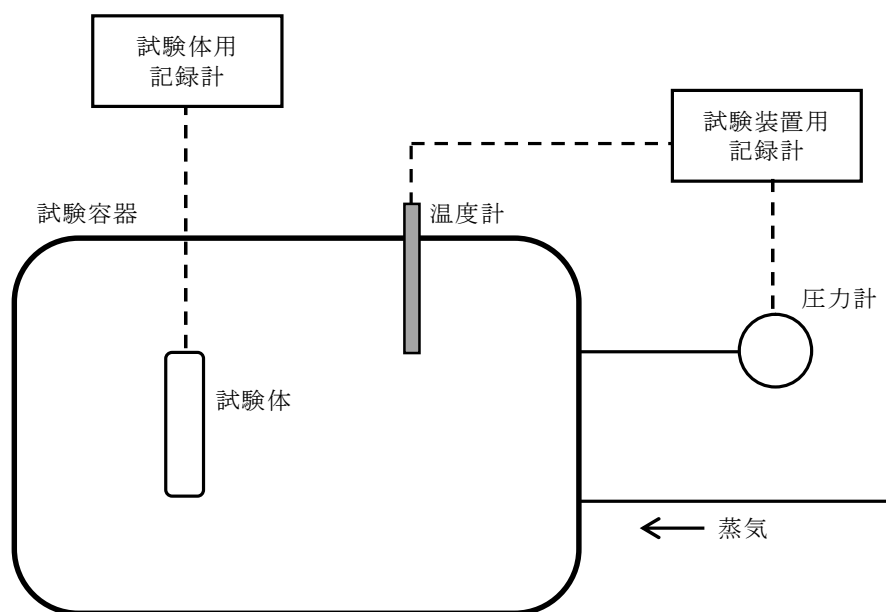 試験体用
記録計
試験装置用
記録計
試験容器
温度計
圧力計
試験体
蒸気